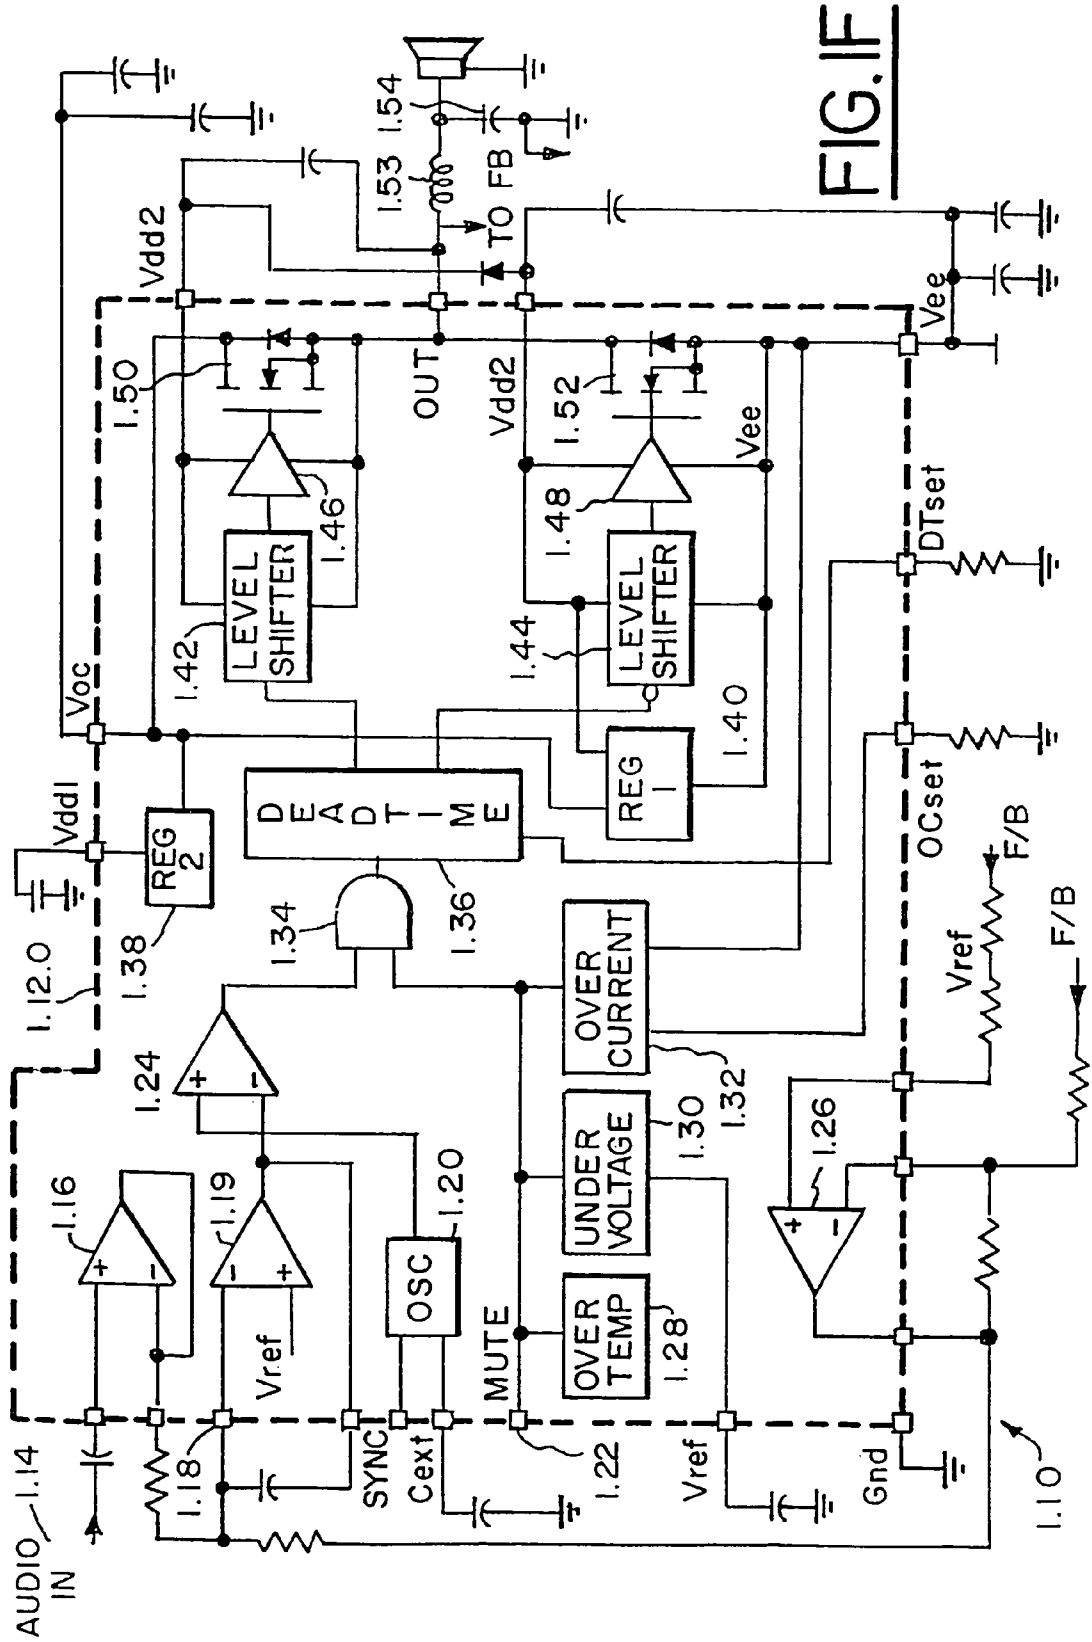 AUDIO
IN
1.14
1.16
1.12.0
Vdd1
Voc
Vdd2
REG
2
1.38
1.18
1.19
Vref
1.24
1.42
LEVEL
SHIFTER
1.46
1.50
OUT
1.53
1.54
TO FB
SYNC
Cext
OSC
1.20
1.34
DEADTIME
1.36
MUTE
1.22
Vref
OVER
TEMP
1.28
UNDER
VOLTAGE
1.30
OVER
CURRENT
1.32
REG
1
1.40
1.44
LEVEL
SHIFTER
1.48
1.52
Vdd2
Vee
Vee
1.26
Gnd
OCset
DTset
Vref
F/B
F/B
1.10
FIG.1F
+
−
−
+
+
−
+
−